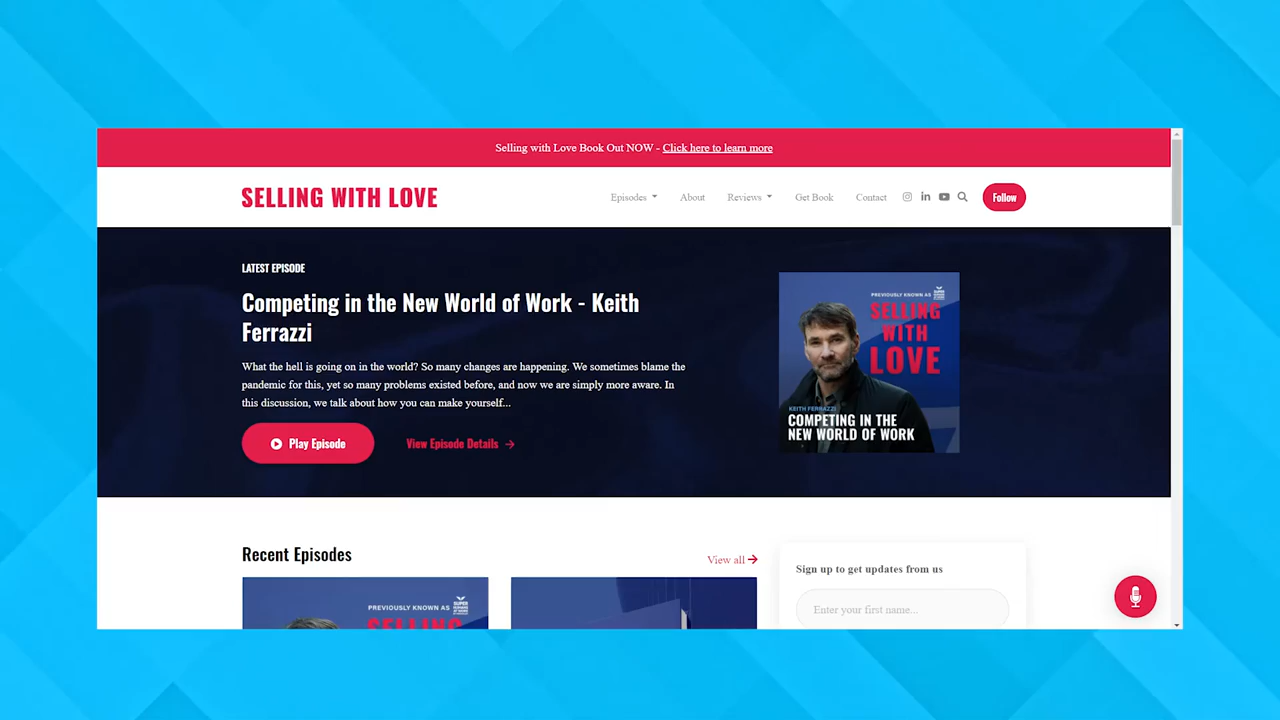 Selling with Love Book Out NOW - Click here to learn more
SELLING WITH LOVE
Episodes
About
Reviews
Get Book
Contact
Follow
LATEST EPISODE
Competing in the New World of Work - Keith
Ferrazzi
What the hell is going on in the world? So many changes are happening. We sometimes blame the
pandemic for this, yet so many problems existed before, and now we are simply more aware. In
this discussion, we talk about how you can make yourself...
Play Episode
View Episode Details
PREVIOUSLY KNOWN AS
SELLING
WITH
LOVE
KEITH FERRAZZI
COMPETING IN THE
NEW WORLD OF WORK
Recent Episodes
View all
PREVIOUSLY KNOWN AS
SELLING
Sign up to get updates from us
Enter your first name...